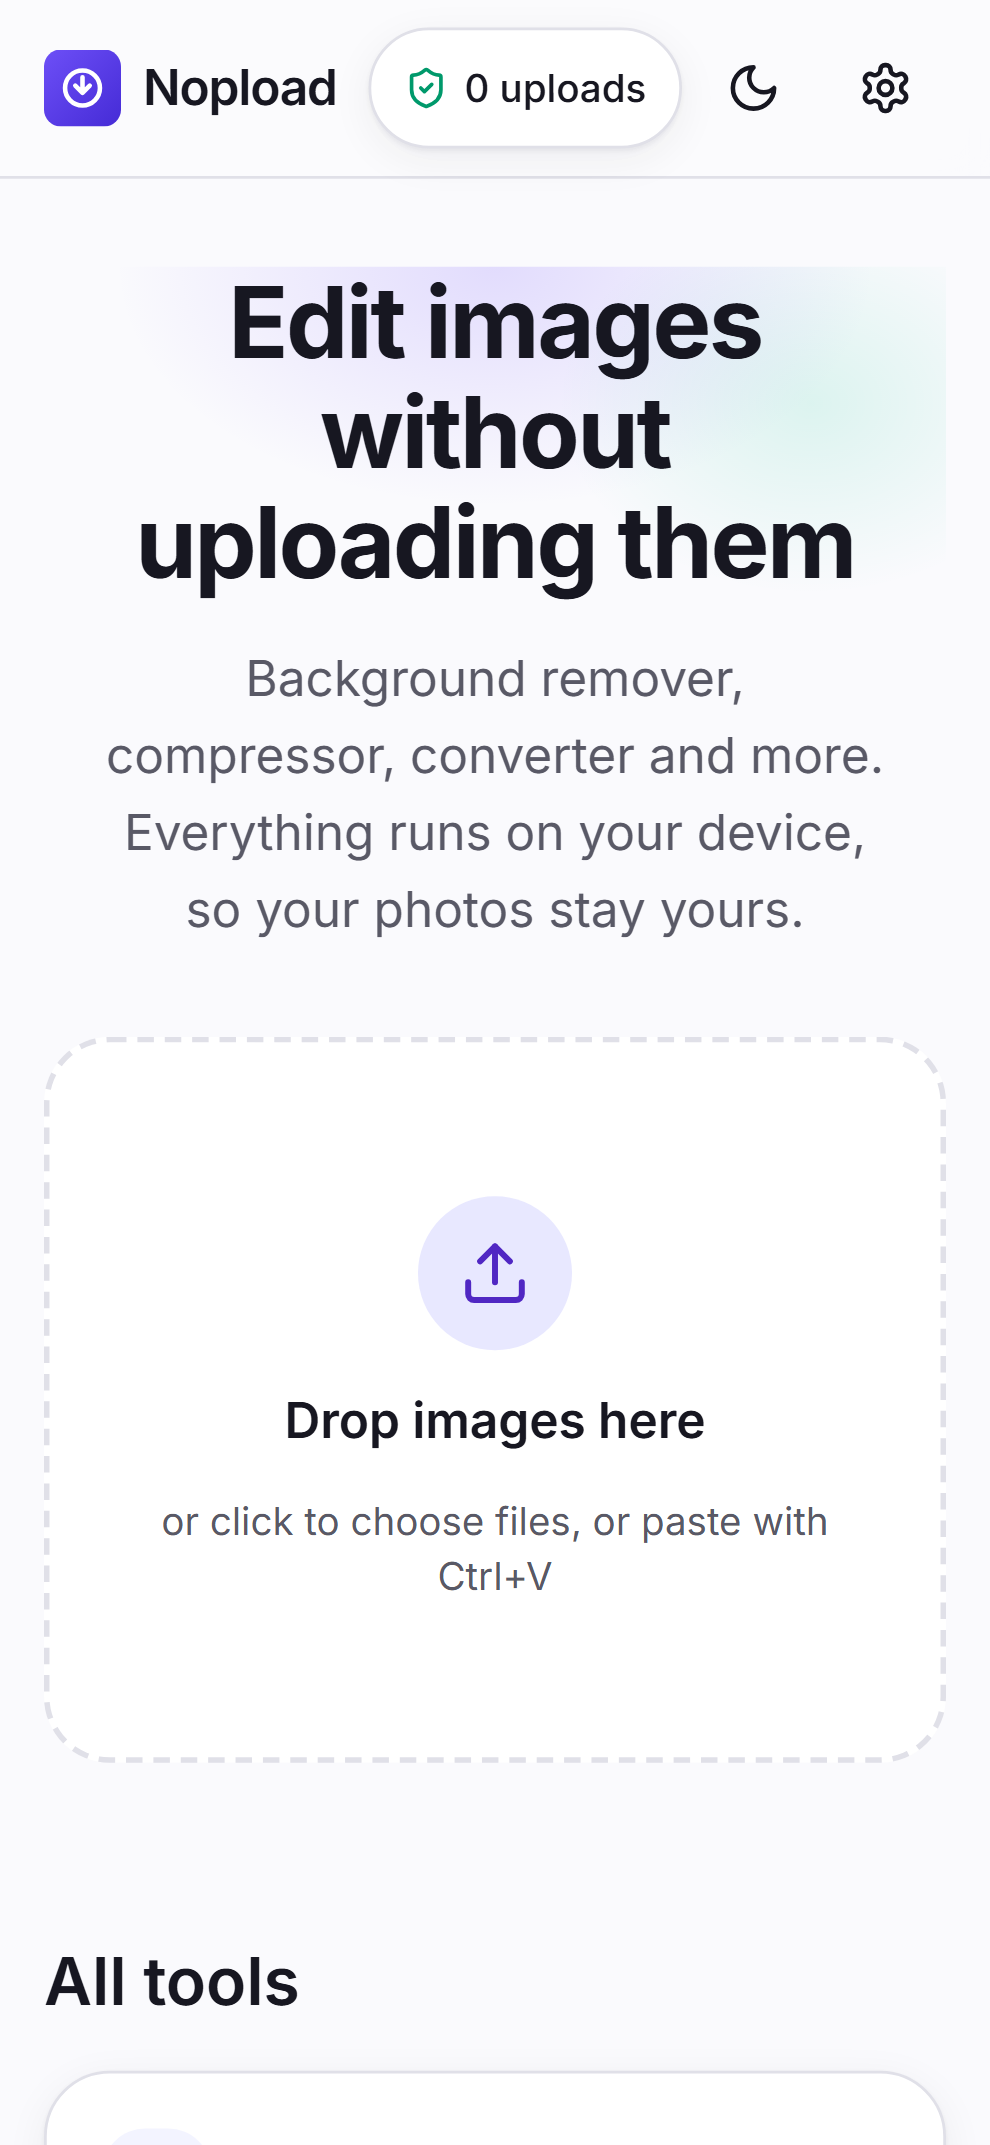 Nopload
0 uploads
Edit images
without
uploading them
Background remover,
compressor, converter and more.
Everything runs on your device,
so your photos stay yours.
Drop images here
or click to choose files, or paste with
Ctrl+V
All tools